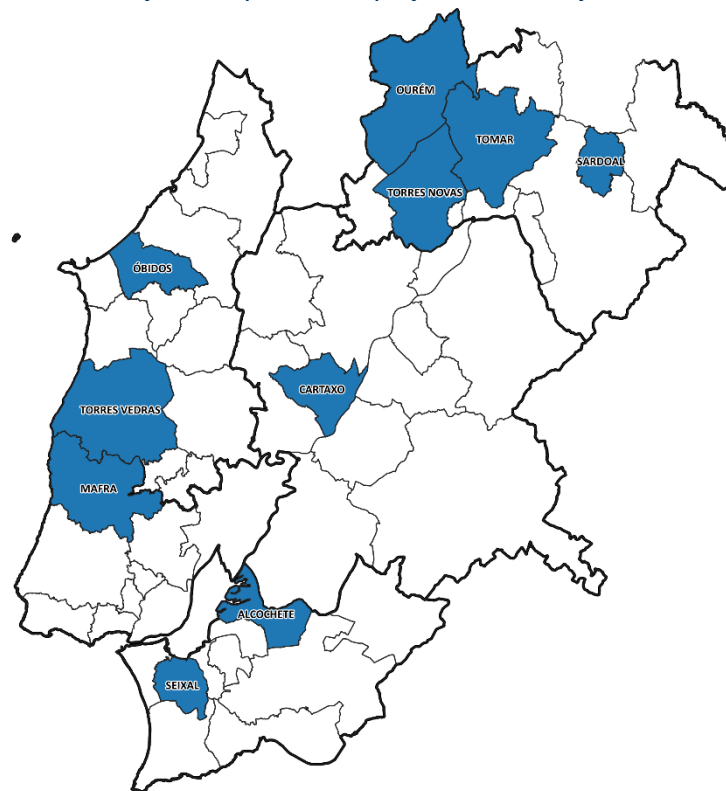 OURÉM
TOMAR
SARDOAL
TORRES NOVAS
ÓBIDOS
CARTAXO
TORRES VEDRAS
MAFRA
ALCOCHETE
SEIXAL